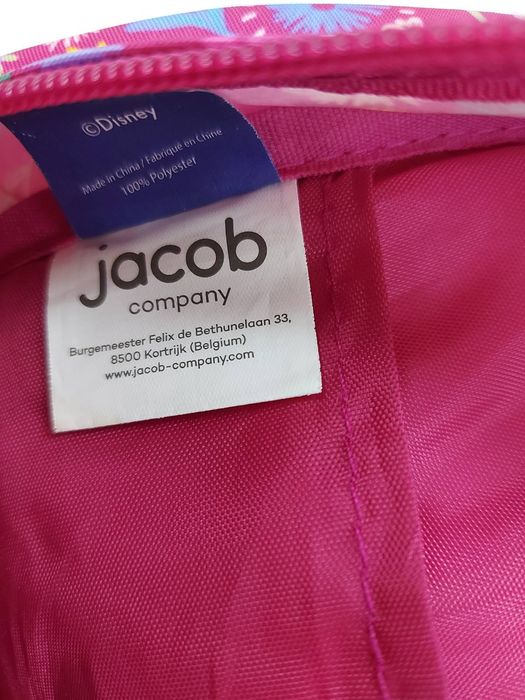 ©Disney
Made in China / Fabriqué en Chine
100% Polyester
jacob
company
Burgemeester Felix de Bethunelaan 33,
8500 Kortrijk (Belgium)
www.jacob-company.com